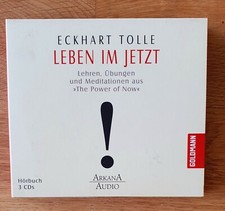 ECKHART TOLLE
LEBEN IM JETZT
Lehren, Übungen
und Meditationen aus
»The Power of Now«
!
GOLDMANN
Hörbuch
3 CDs
ARKANA
AUDIO